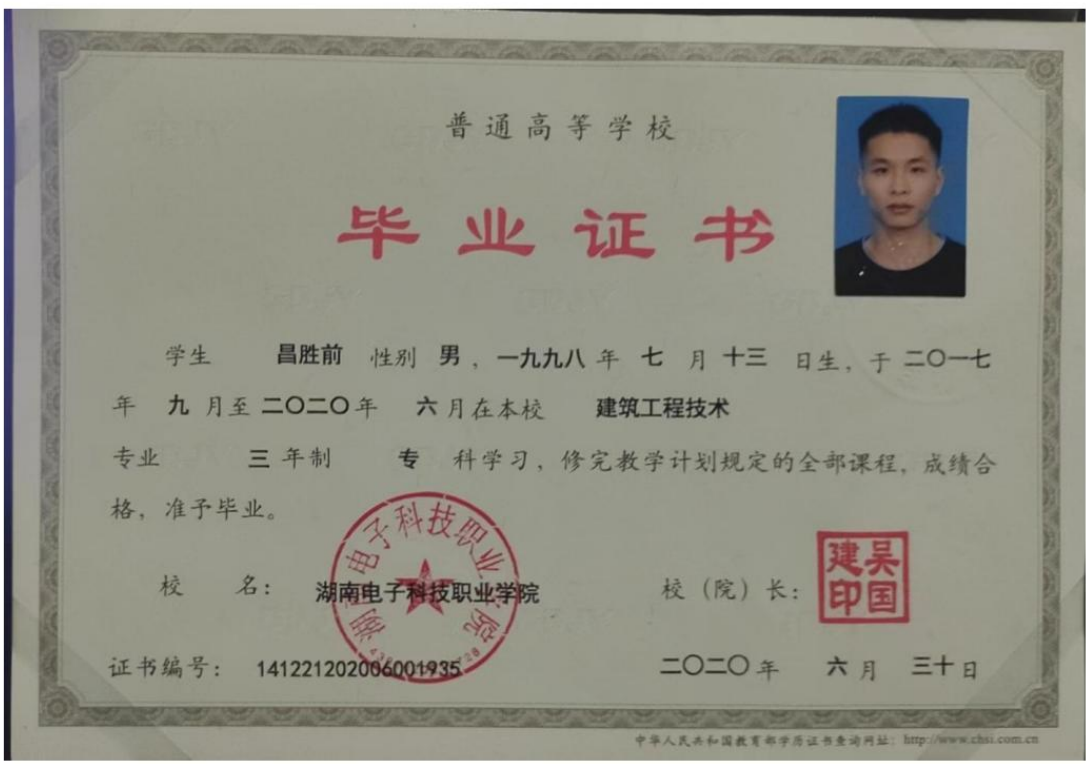 普通高等学校
毕业证书
学生 昌胜前 性别 男，一九九八年 七 月 十三 日生，于 二〇一七
年 九 月至 二〇二〇年 六月在本校 建筑工程技术
专业 三 年制 专 科学习，修完教学计划规定的全部课程，成绩合
格，准予毕业。
湖南电子科技职业学院
校 名： 湖南电子科技职业学院 校（院）长： 吴国建印
证书编号： 141221202006001935 二〇二〇年 六月 三十日
中华人民共和国教育部学历证书查询网址：http://www.chsi.com.cn